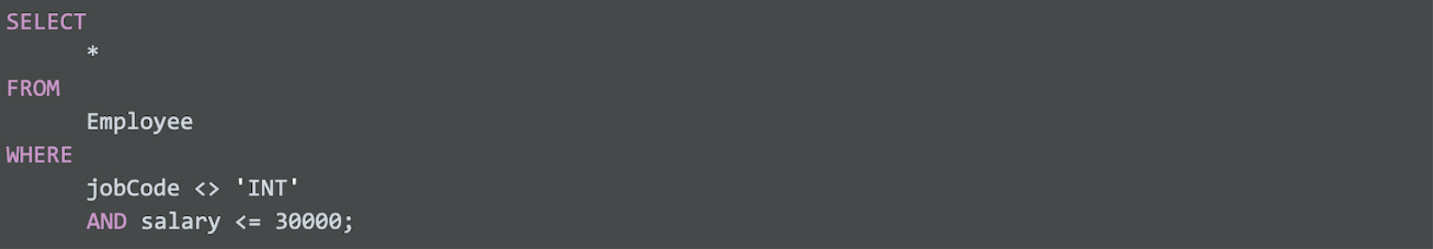 SELECT
*
FROM
Employee
WHERE
jobCode <> 'INT'
AND salary <= 30000;